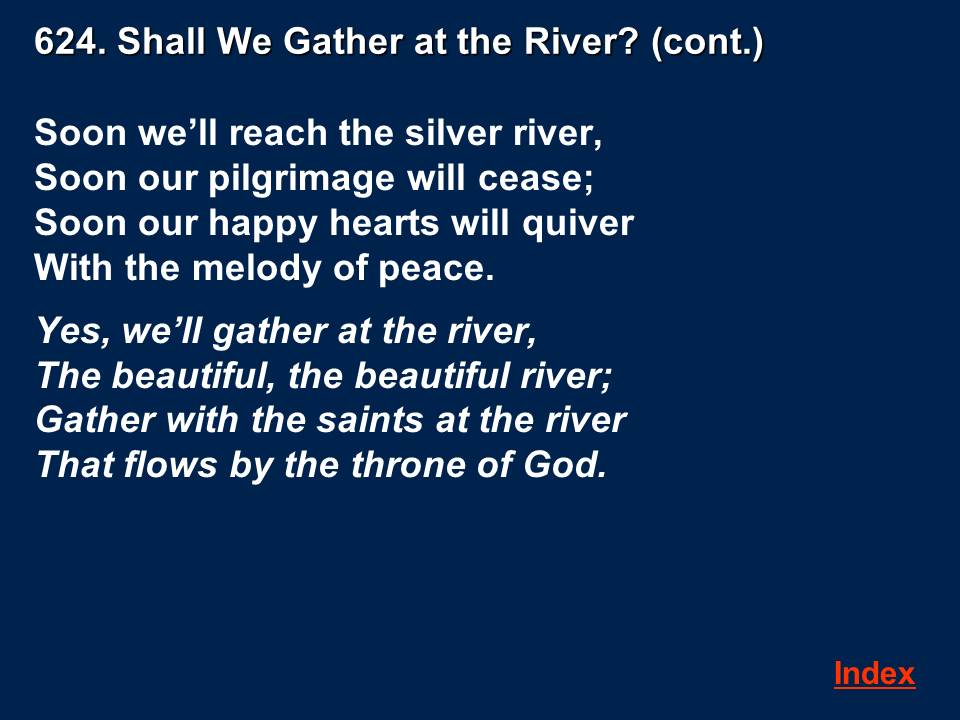 624. Shall We Gather at the River? (cont.)
Soon we’ll reach the silver river,
Soon our pilgrimage will cease;
Soon our happy hearts will quiver
With the melody of peace.
Yes, we’ll gather at the river,
The beautiful, the beautiful river;
Gather with the saints at the river
That flows by the throne of God.
Index